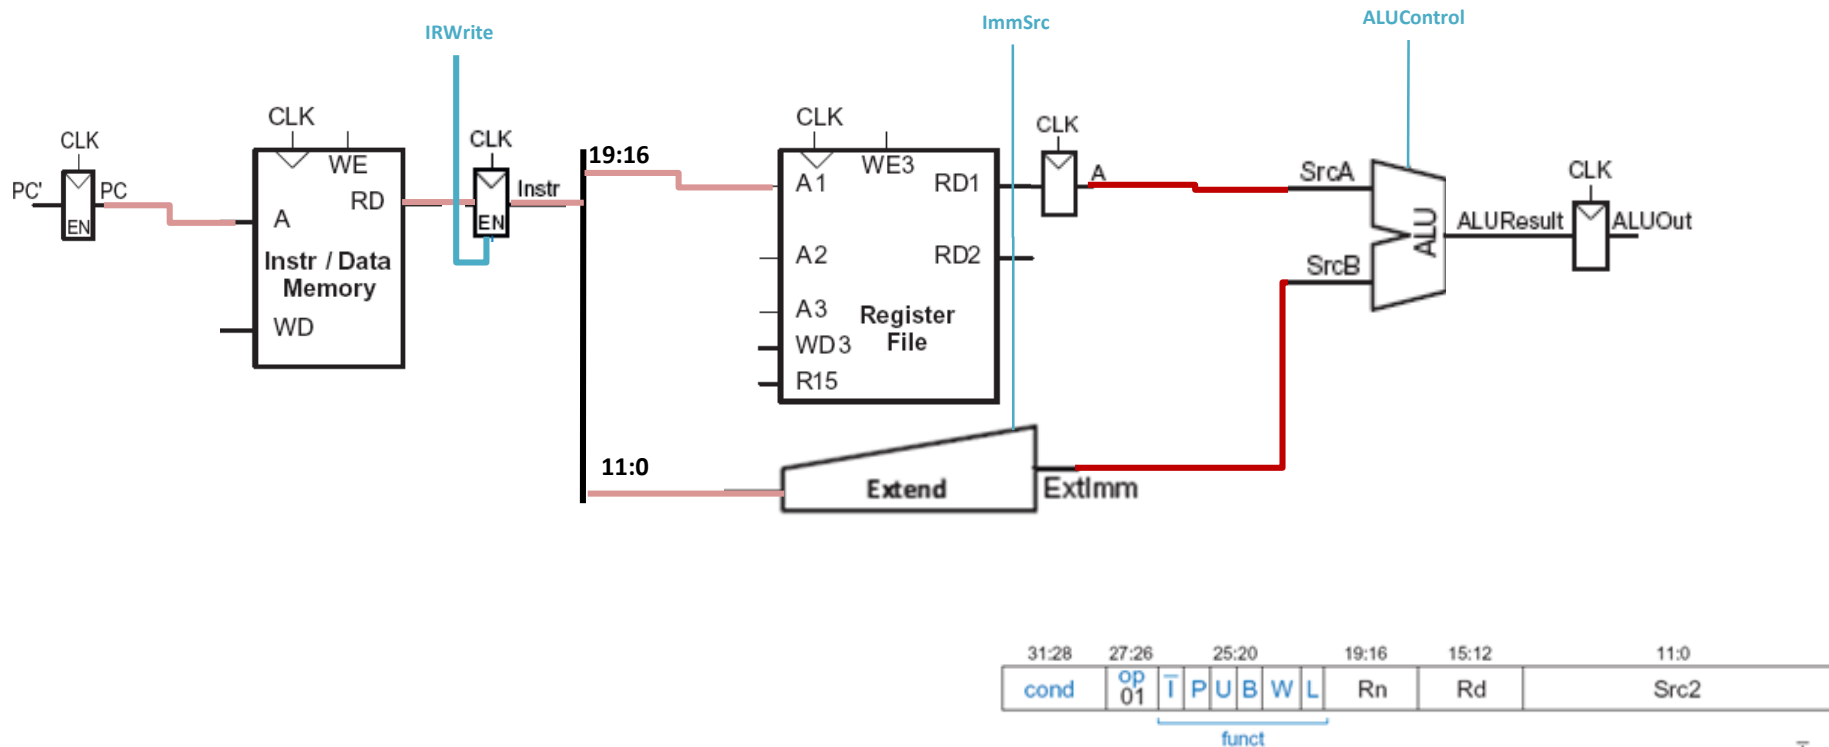 IRWrite
ImmSrc
ALUControl
CLK
CLK
CLK
CLK
CLK
CLK
PC'
PC
EN
WE
RD
A
Instr / Data
Memory
WD
EN
Instr
19:16
11:0
A1
WE3
RD1
A2
RD2
A3
Register
File
WD3
R15
A
SrcA
SrcB
ALU
ALUResult
ALUOut
Extend
ExtImm
31:28
27:26
25:20
19:16
15:12
11:0
cond
op
01
I
P
U
B
W
L
Rn
Rd
Src2
funct